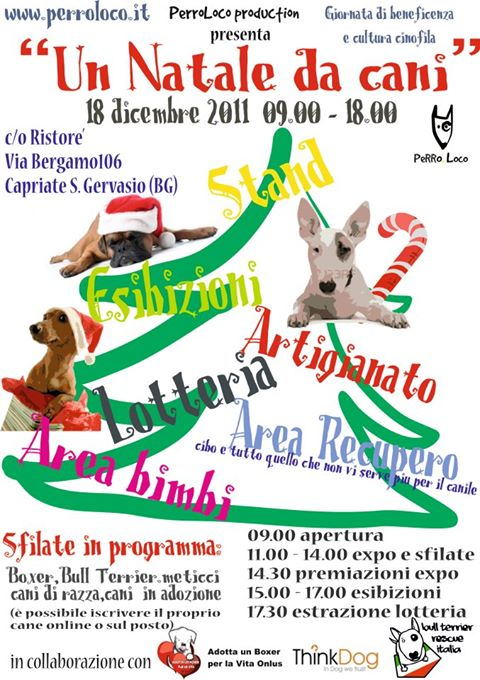 www.perroloco.it
PerroLoco production
presenta
Giornata di beneficenza
e cultura cinofila
“Un Natale da cani”
18 dicembre 2011 09.00 - 18.00
c/o Ristore'
Via Bergamo106
Capriate S. Gervasio (BG)
PeRRo Loco
Stand
Esibizioni
Artigianato
Lotteria
Area Recupero
cibo e tutto quello che non vi serve piu per il canile
Area bimbi
Sfilate in programma:
Boxer,Bull Terrier,meticci
cani di razza,cani in adozione
(è possibile iscrivere il proprio
cane online o sul posto)
09.00 apertura
11.00 - 14.00 expo e sfilate
14.30 premiazioni expo
15.00 - 17.00 esibizioni
17.30 estrazione lotteria
in collaborazione con
Adotta un Boxer
per la Vita Onlus
ThinkDog
In Dog we trust
bull terrier
rescue
italia